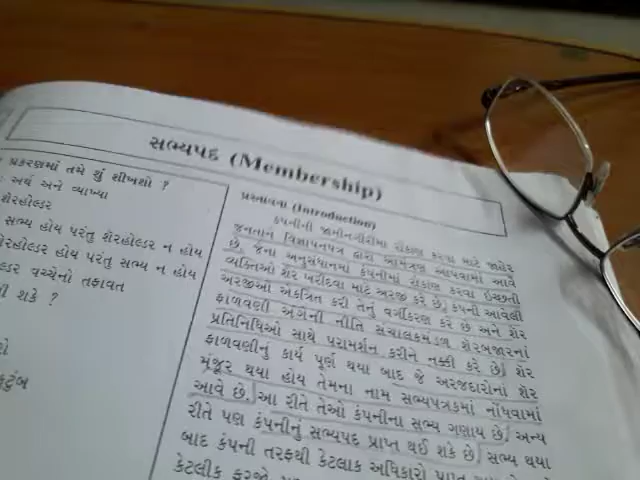 સભ્યપદ (Membership)
પ્રકરણમાં તમે શું શીખશો ?
અર્થ અને વ્યાખ્યા
શેરહોલ્ડર
સભ્ય હોય પરંતુ શેરહોલ્ડર ન હોય
શેરહોલ્ડર હોય પરંતુ સભ્ય ન હોય
વચ્ચેનો તફાવત
શકે ?
પ્રસ્તાવના (Introduction)
કંપનીની જામીનગીરીમાં રોકાણ કરવા માટે જાહેર
જનતાને વિજ્ઞાપનપત્ર દ્વારા આમંત્રણ આપવામાં આવે
છે. જેના અનુસંધાનમાં કંપનીમાં રોકાણ કરવા ઇચ્છતી
વ્યક્તિઓ શેર ખરીદવા માટે અરજી કરે છે. કંપની આવેલી
અરજીઓ એકત્રિત કરી તેનું વર્ગીકરણ કરે છે અને શેર
ફાળવણી અંગેની નીતિ સંચાલકમંડળ શેરબજારનાં
પ્રતિનિધિઓ સાથે પરામર્શન કરીને નક્કી કરે છે. શેર
ફાળવણીનું કાર્ય પૂર્ણ થયા બાદ જે અરજદારોનાં શેર
મંજૂર થયા હોય તેમના નામ સભ્યપત્રકમાં નોંધવામાં
આવે છે. આ રીતે તેઓ કંપનીના સભ્ય ગણાય છે. અન્ય
રીતે પણ કંપનીનું સભ્યપદ પ્રાપ્ત થઈ શકે છે. સભ્ય થયા
બાદ કંપની તરફથી કેટલાક અધિકારો પ્રાપ્ત
કેટલીક ફરજો